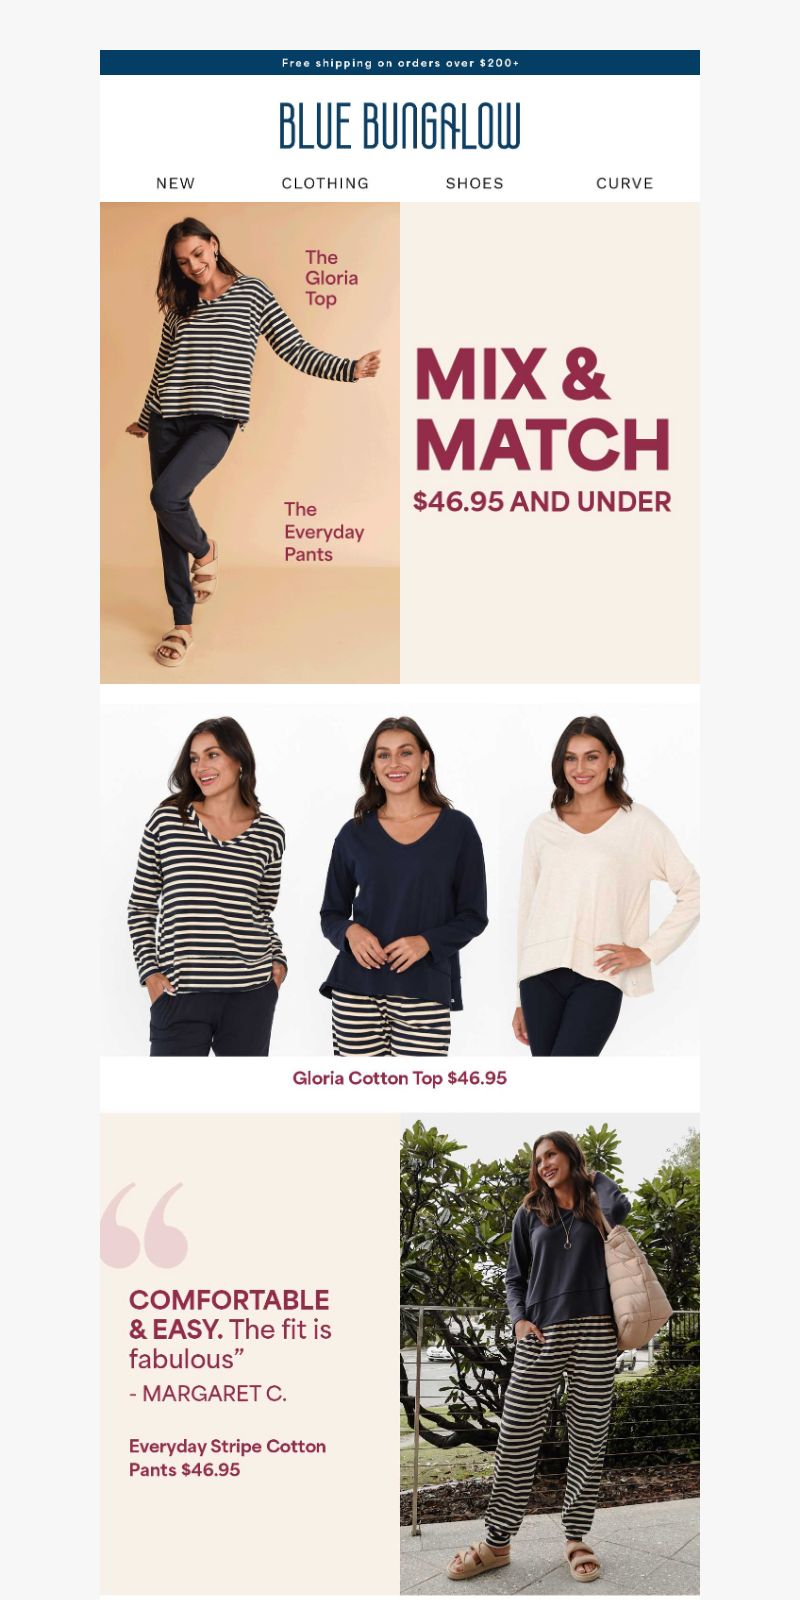 Free shipping on orders over $200+
BLUE BUNGALOW
NEW CLOTHING SHOES CURVE
The
Gloria
Top
The
Everyday
Pants
MIX &
MATCH
$46.95 AND UNDER
Gloria Cotton Top $46.95
“
COMFORTABLE
& EASY. The fit is
fabulous”
- MARGARET C.
Everyday Stripe Cotton
Pants $46.95